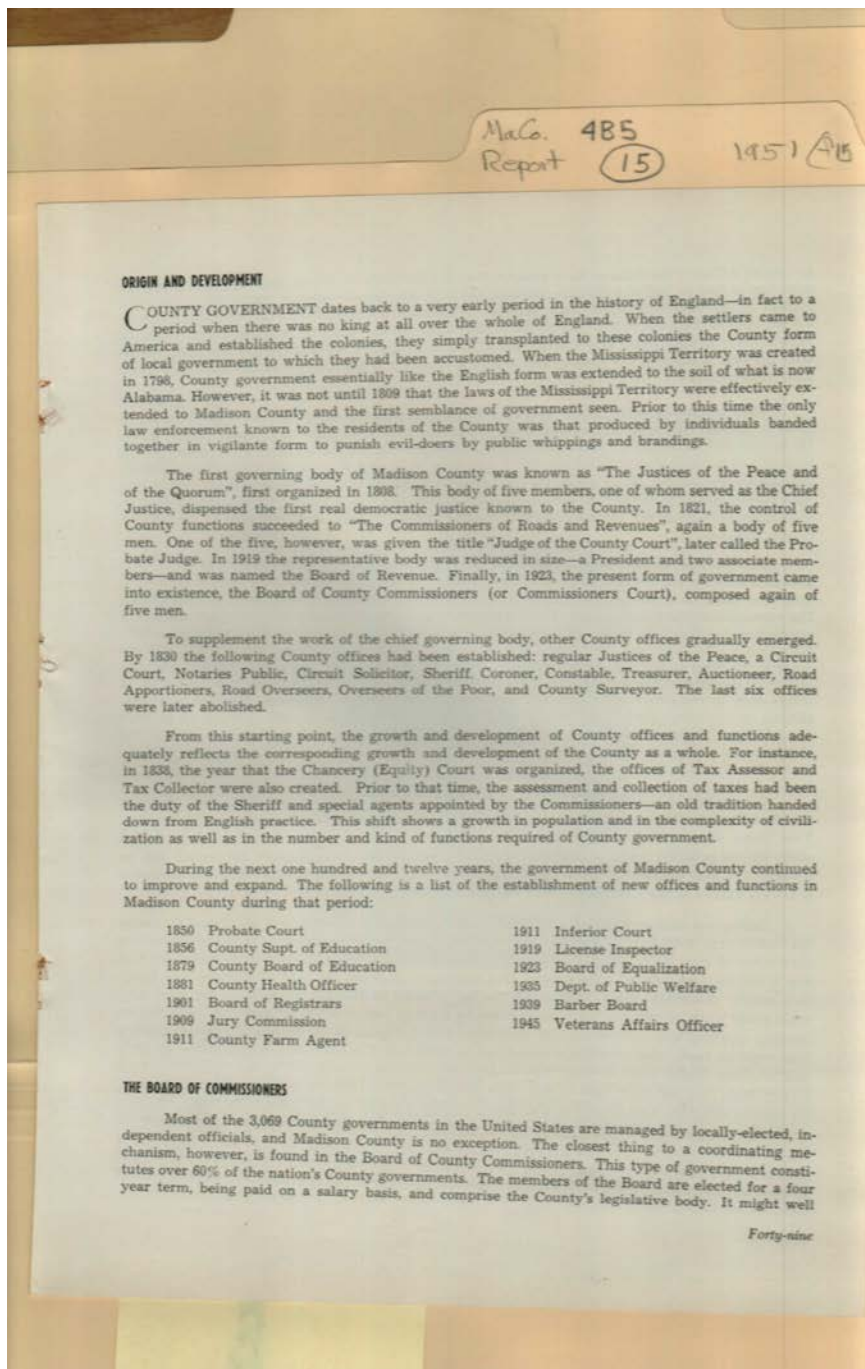 Ma.Co. 485
Report 15 1951
ORIGIN AND DEVELOPMENT
COUNTY GOVERNMENT dates back to a very early period in the history of England—in fact to a
period when there was no king at all over the whole of England. When the settlers came to
America and established the colonies, they simply transplanted to these colonies the County form
of local government to which they had been accustomed. When the Mississippi Territory was created
in 1798, County government essentially like the English form was extended to the soil of what is now
Alabama. However, it was not until 1809 that the laws of the Mississippi Territory were effectively ex-
tended to Madison County and the first semblance of government seen. Prior to this time the only
law enforcement known to the residents of the County was that produced by individuals banded
together in vigilante form to punish evil-doers by public whippings and brandings.
The first governing body of Madison County was known as "The Justices of the Peace and
of the Quorum", first organized in 1808. This body of five members, one of whom served as the Chief
Justice, dispensed the first real democratic justice known to the County. In 1821, the control of
County functions succeeded to "The Commissioners of Roads and Revenues", again a body of five
men. One of the five, however, was given the title "Judge of the County Court", later called the Pro-
bate Judge. In 1919 the representative body was reduced in size—a President and two associate mem-
bers—and was named the Board of Revenue. Finally, in 1923, the present form of government came
into existence, the Board of County Commissioners (or Commissioners Court), composed again of
five men.
To supplement the work of the chief governing body, other County offices gradually emerged.
By 1830 the following County offices had been established: regular Justices of the Peace, a Circuit
Court, Notaries Public, Circuit Solicitor, Sheriff, Coroner, Constable, Treasurer, Auctioneer, Road
Apportioners, Road Overseers, Overseers of the Poor, and County Surveyor. The last six offices
were later abolished.
From this starting point, the growth and development of County offices and functions ade-
quately reflects the corresponding growth and development of the County as a whole. For instance,
in 1838, the year that the Chancery (Equity) Court was organized, the offices of Tax Assessor and
Tax Collector were also created. Prior to that time, the assessment and collection of taxes had been
the duty of the Sheriff and special agents appointed by the Commissioners—an old tradition handed
down from English practice. This shift shows a growth in population and in the complexity of civili-
zation as well as in the number and kind of functions required of County government.
During the next one hundred and twelve years, the government of Madison County continued
to improve and expand. The following is a list of the establishment of new offices and functions in
Madison County during that period:
1850 Probate Court
1856 County Supt. of Education
1879 County Board of Education
1881 County Health Officer
1901 Board of Registrars
1909 Jury Commission
1911 County Farm Agent
1911 Inferior Court
1919 License Inspector
1923 Board of Equalization
1935 Dept. of Public Welfare
1939 Barber Board
1945 Veterans Affairs Officer
THE BOARD OF COMMISSIONERS
Most of the 3,069 County governments in the United States are managed by locally-elected, in-
dependent officials, and Madison County is no exception. The closest thing to a coordinating me-
chanism, however, is found in the Board of County Commissioners. This type of government consti-
tutes over 60% of the nation's County governments. The members of the Board are elected for a four
year term, being paid on a salary basis, and comprise the County's legislative body. It might well
Forty-nine